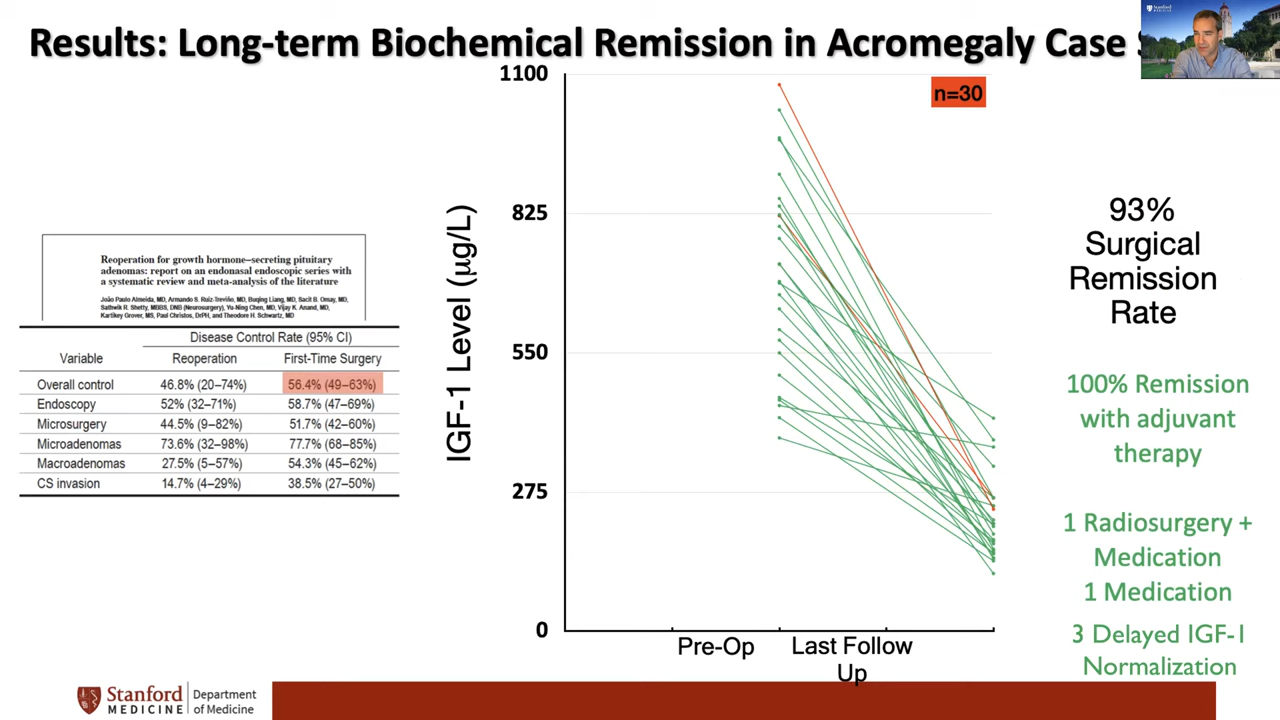 Results: Long-term Biochemical Remission in Acromegaly Case
Stanford
MEDICINE
Reoperation for growth hormone–secreting pituitary
adenomas: report on an endonasal endoscopic series with
a systematic review and meta-analysis of the literature
João Paulo Almeida, MD, Armando S. Ruiz-Treviño, MD, Buqing Liang, MD, Sacit B. Omay, MD,
Sathwik R. Shetty, MBBS, DNB (Neurosurgery), Yu-Ning Chen, MD, Vijay K. Anand, MD,
Kartikey Grover, MS, Paul Christos, DrPH, and Theodore H. Schwartz, MD
Disease Control Rate (95% CI)
Variable Reoperation First-Time Surgery
Overall control 46.8% (20–74%) 56.4% (49–63%)
Endoscopy 52% (32–71%) 58.7% (47–69%)
Microsurgery 44.5% (9–82%) 51.7% (42–60%)
Microadenomas 73.6% (32–98%) 77.7% (68–85%)
Macroadenomas 27.5% (5–57%) 54.3% (45–62%)
CS invasion 14.7% (4–29%) 38.5% (27–50%)
IGF-1 Level (µg/L)
1100
825
550
275
0
n=30
Pre-Op
Last Follow
Up
93%
Surgical
Remission
Rate
100% Remission
with adjuvant
therapy
1 Radiosurgery +
Medication
1 Medication
3 Delayed IGF-1
Normalization
Stanford
MEDICINE
Department
of Medicine